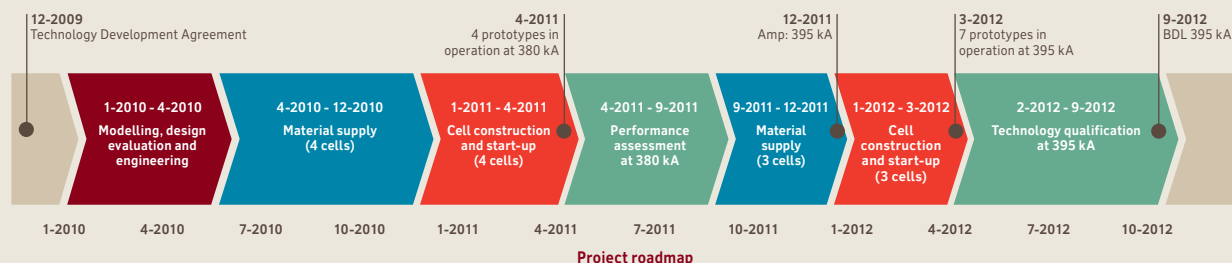 12-2009
Technology Development Agreement
4-2011
4 prototypes in
operation at 380 kA
12-2011
Amp: 395 kA
3-2012
7 prototypes in
operation at 395 kA
9-2012
BDL 395 kA
1-2010 - 4-2010
Modelling, design
evaluation and
engineering
4-2010 - 12-2010
Material supply
(4 cells)
1-2011 - 4-2011
Cell construction
and start-up
(4 cells)
4-2011 - 9-2011
Performance
assessment
at 380 kA
9-2011 - 12-2011
Material
supply
(3 cells)
1-2012 - 3-2012
Cell
construction
and start-up
(3 cells)
2-2012 - 9-2012
Technology qualification
at 395 kA
1-2010
4-2010
7-2010
10-2010
1-2011
4-2011
7-2011
10-2011
1-2012
4-2012
7-2012
10-2012
Project roadmap